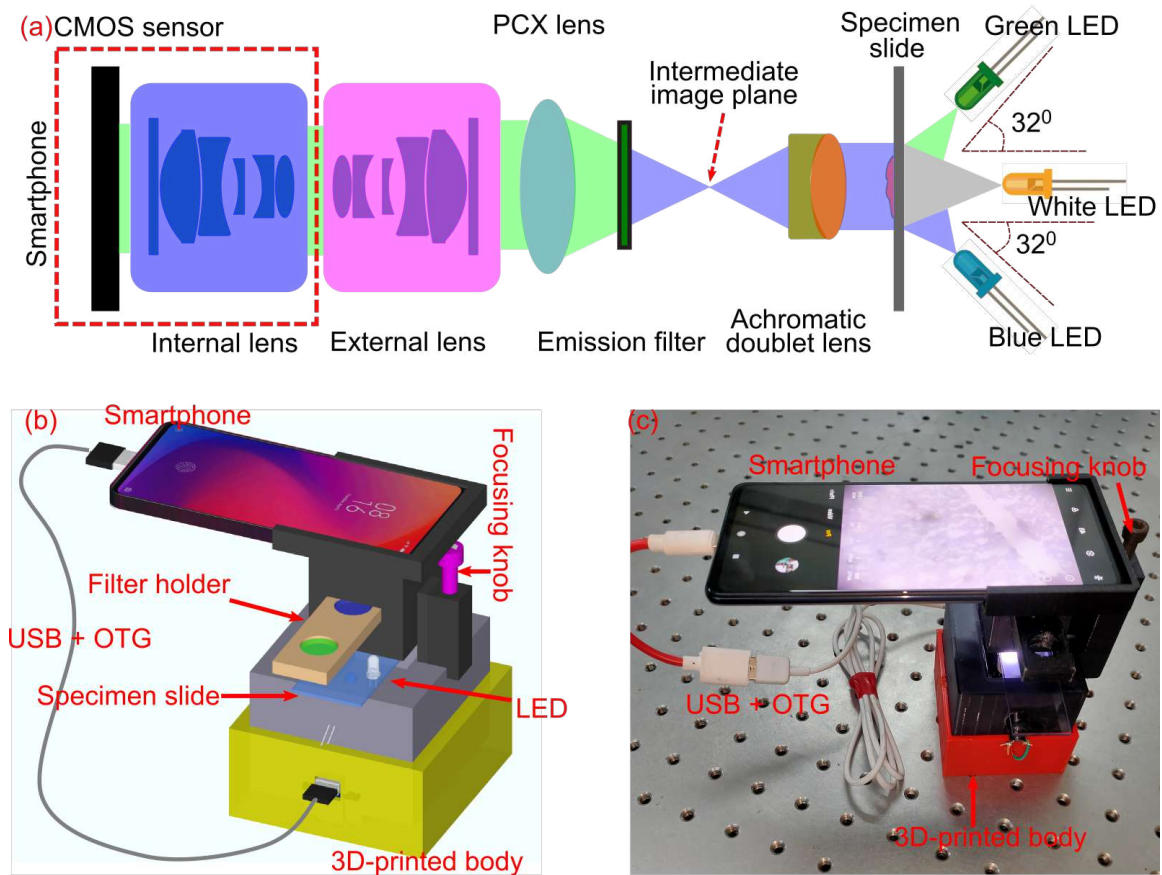 (a)
CMOS sensor
PCX lens
Specimen
slide
Green LED
Intermediate
image plane
32⁰
Smartphone
White LED
32⁰
Internal lens
External lens
Emission filter
Achromatic
doublet lens
Blue LED
(b)
Smartphone
Focusing knob
08
16
Filter holder
USB + OTG
Specimen slide
LED
3D-printed body
(c)
Smartphone
Focusing knob
USB + OTG
3D-printed body